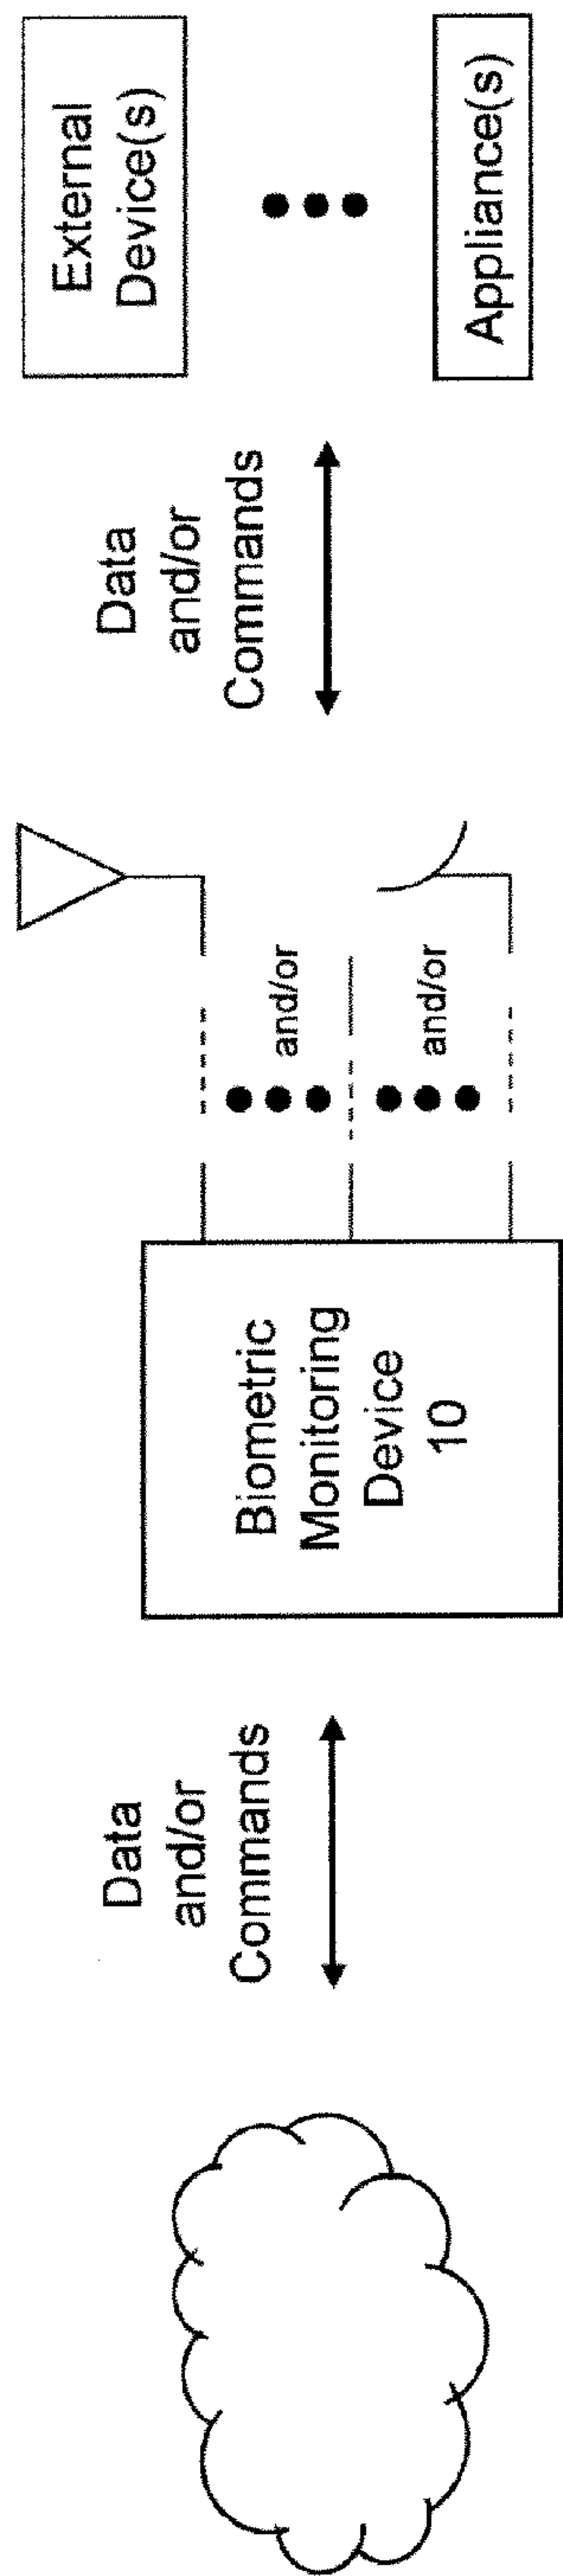 Data
and/or
Commands
Biometric
Monitoring
Device
10
and/or
and/or
Data
and/or
Commands
External
Device(s)
Appliance(s)